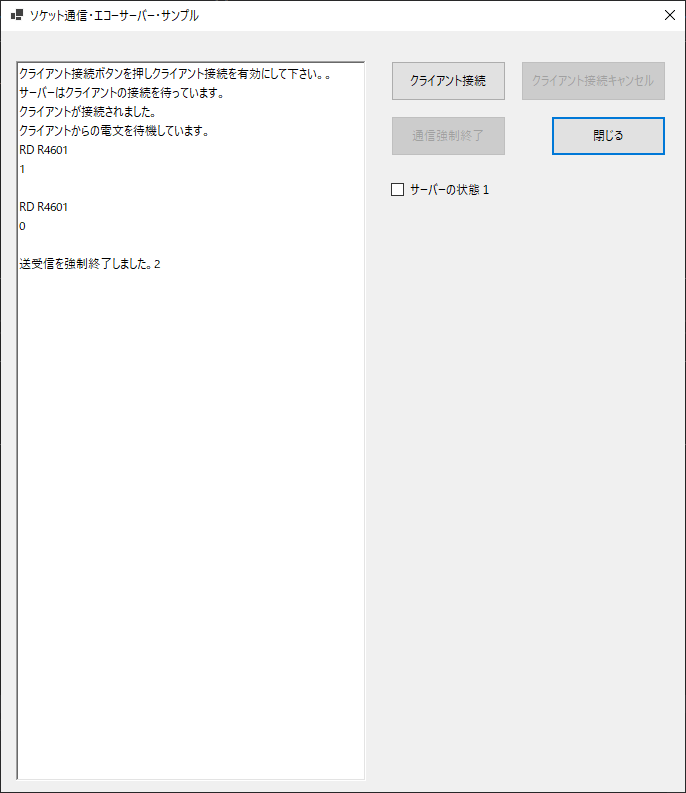 ソケット通信・エコーサーバー・サンプル
クライアント接続ボタンを押しクライアント接続を有効にして下さい。。
サーバーはクライアントの接続を待っています。
クライアントが接続されました。
クライアントからの電文を待機しています。
RD R4601
1
RD R4601
0
送受信を強制終了しました。2
クライアント接続
クライアント接続キャンセル
通信強制終了
閉じる
サーバーの状態 1